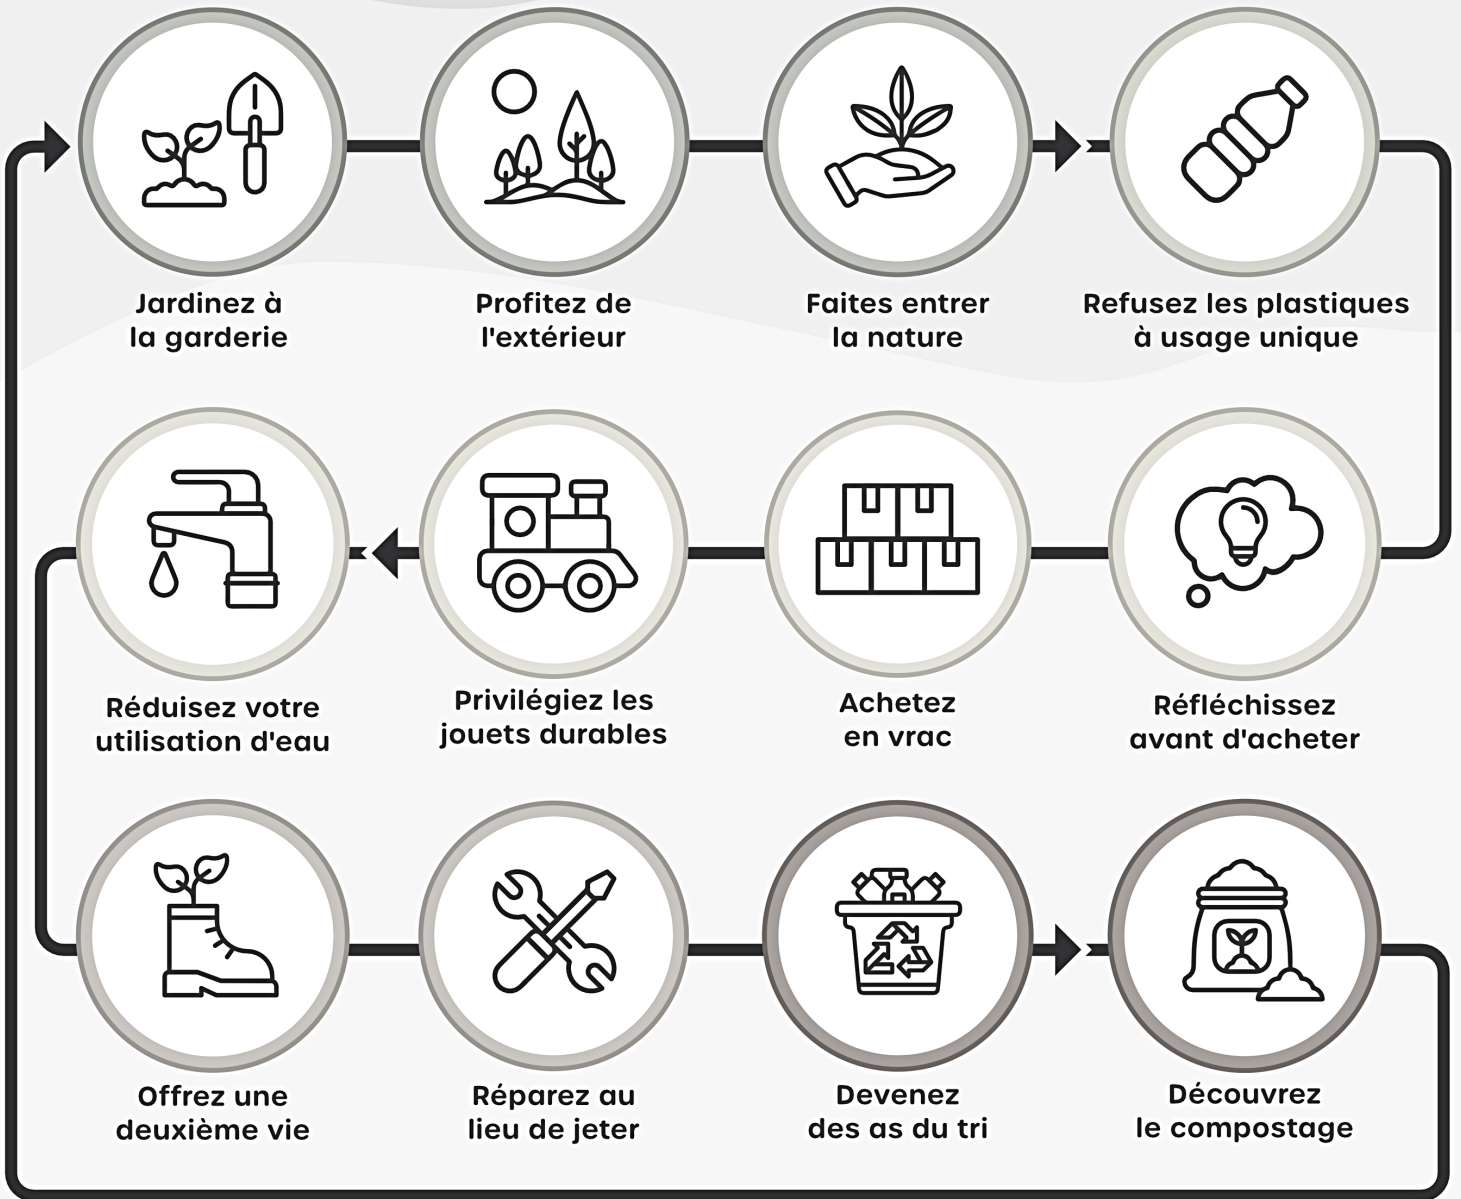 Jardinez à
la garderie
Profitez de
l'extérieur
Faites entrer
la nature
Refusez les plastiques
à usage unique
Réduisez votre
utilisation d'eau
Privilégiez les
jouets durables
Achetez
en vrac
Réfléchissez
avant d'acheter
Offrez une
deuxième vie
Réparez au
lieu de jeter
Devenez
des as du tri
Découvrez
le compostage